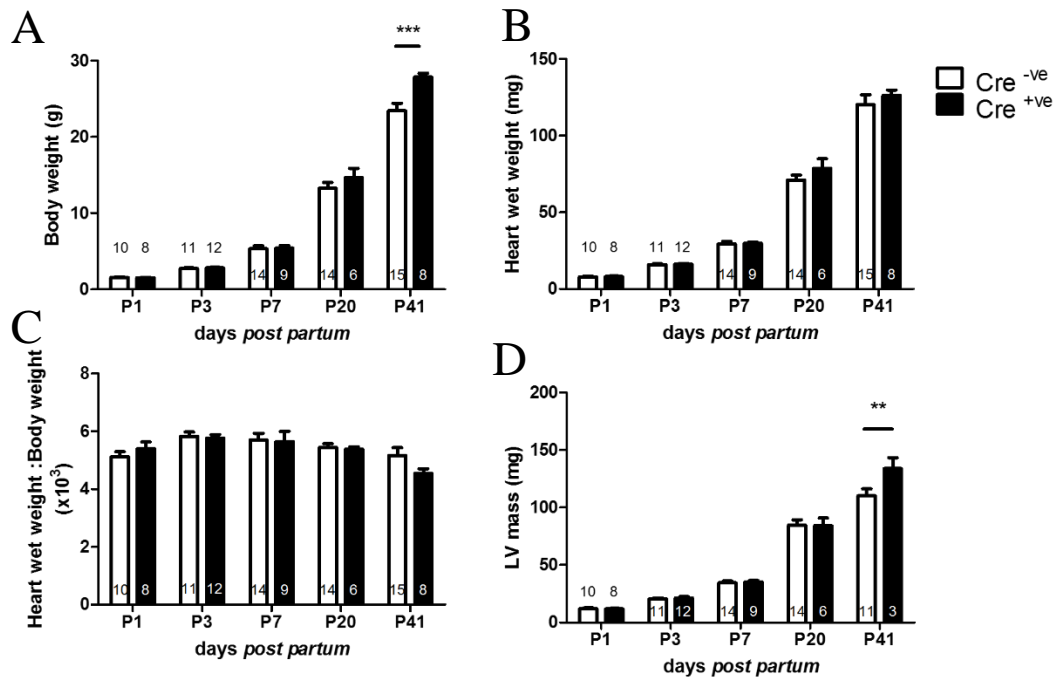 A
***
Body weight (g)
30
20
10
0
10 8 11 12 14 9 14 6 15 8
P1 P3 P7 P20 P41
days post partum
B
Heart wet weight (mg)
150
100
50
0
10 8 11 12 14 9 14 6 15 8
P1 P3 P7 P20 P41
days post partum
Cre -ve
Cre +ve
C
Heart wet weight :Body weight
(x10³)
8
6
4
2
0
10 8 11 12 14 9 14 6 15 8
P1 P3 P7 P20 P41
days post partum
D
**
LV mass (mg)
200
150
100
50
0
10 8 11 12 14 9 14 6 11 3
P1 P3 P7 P20 P41
days post partum